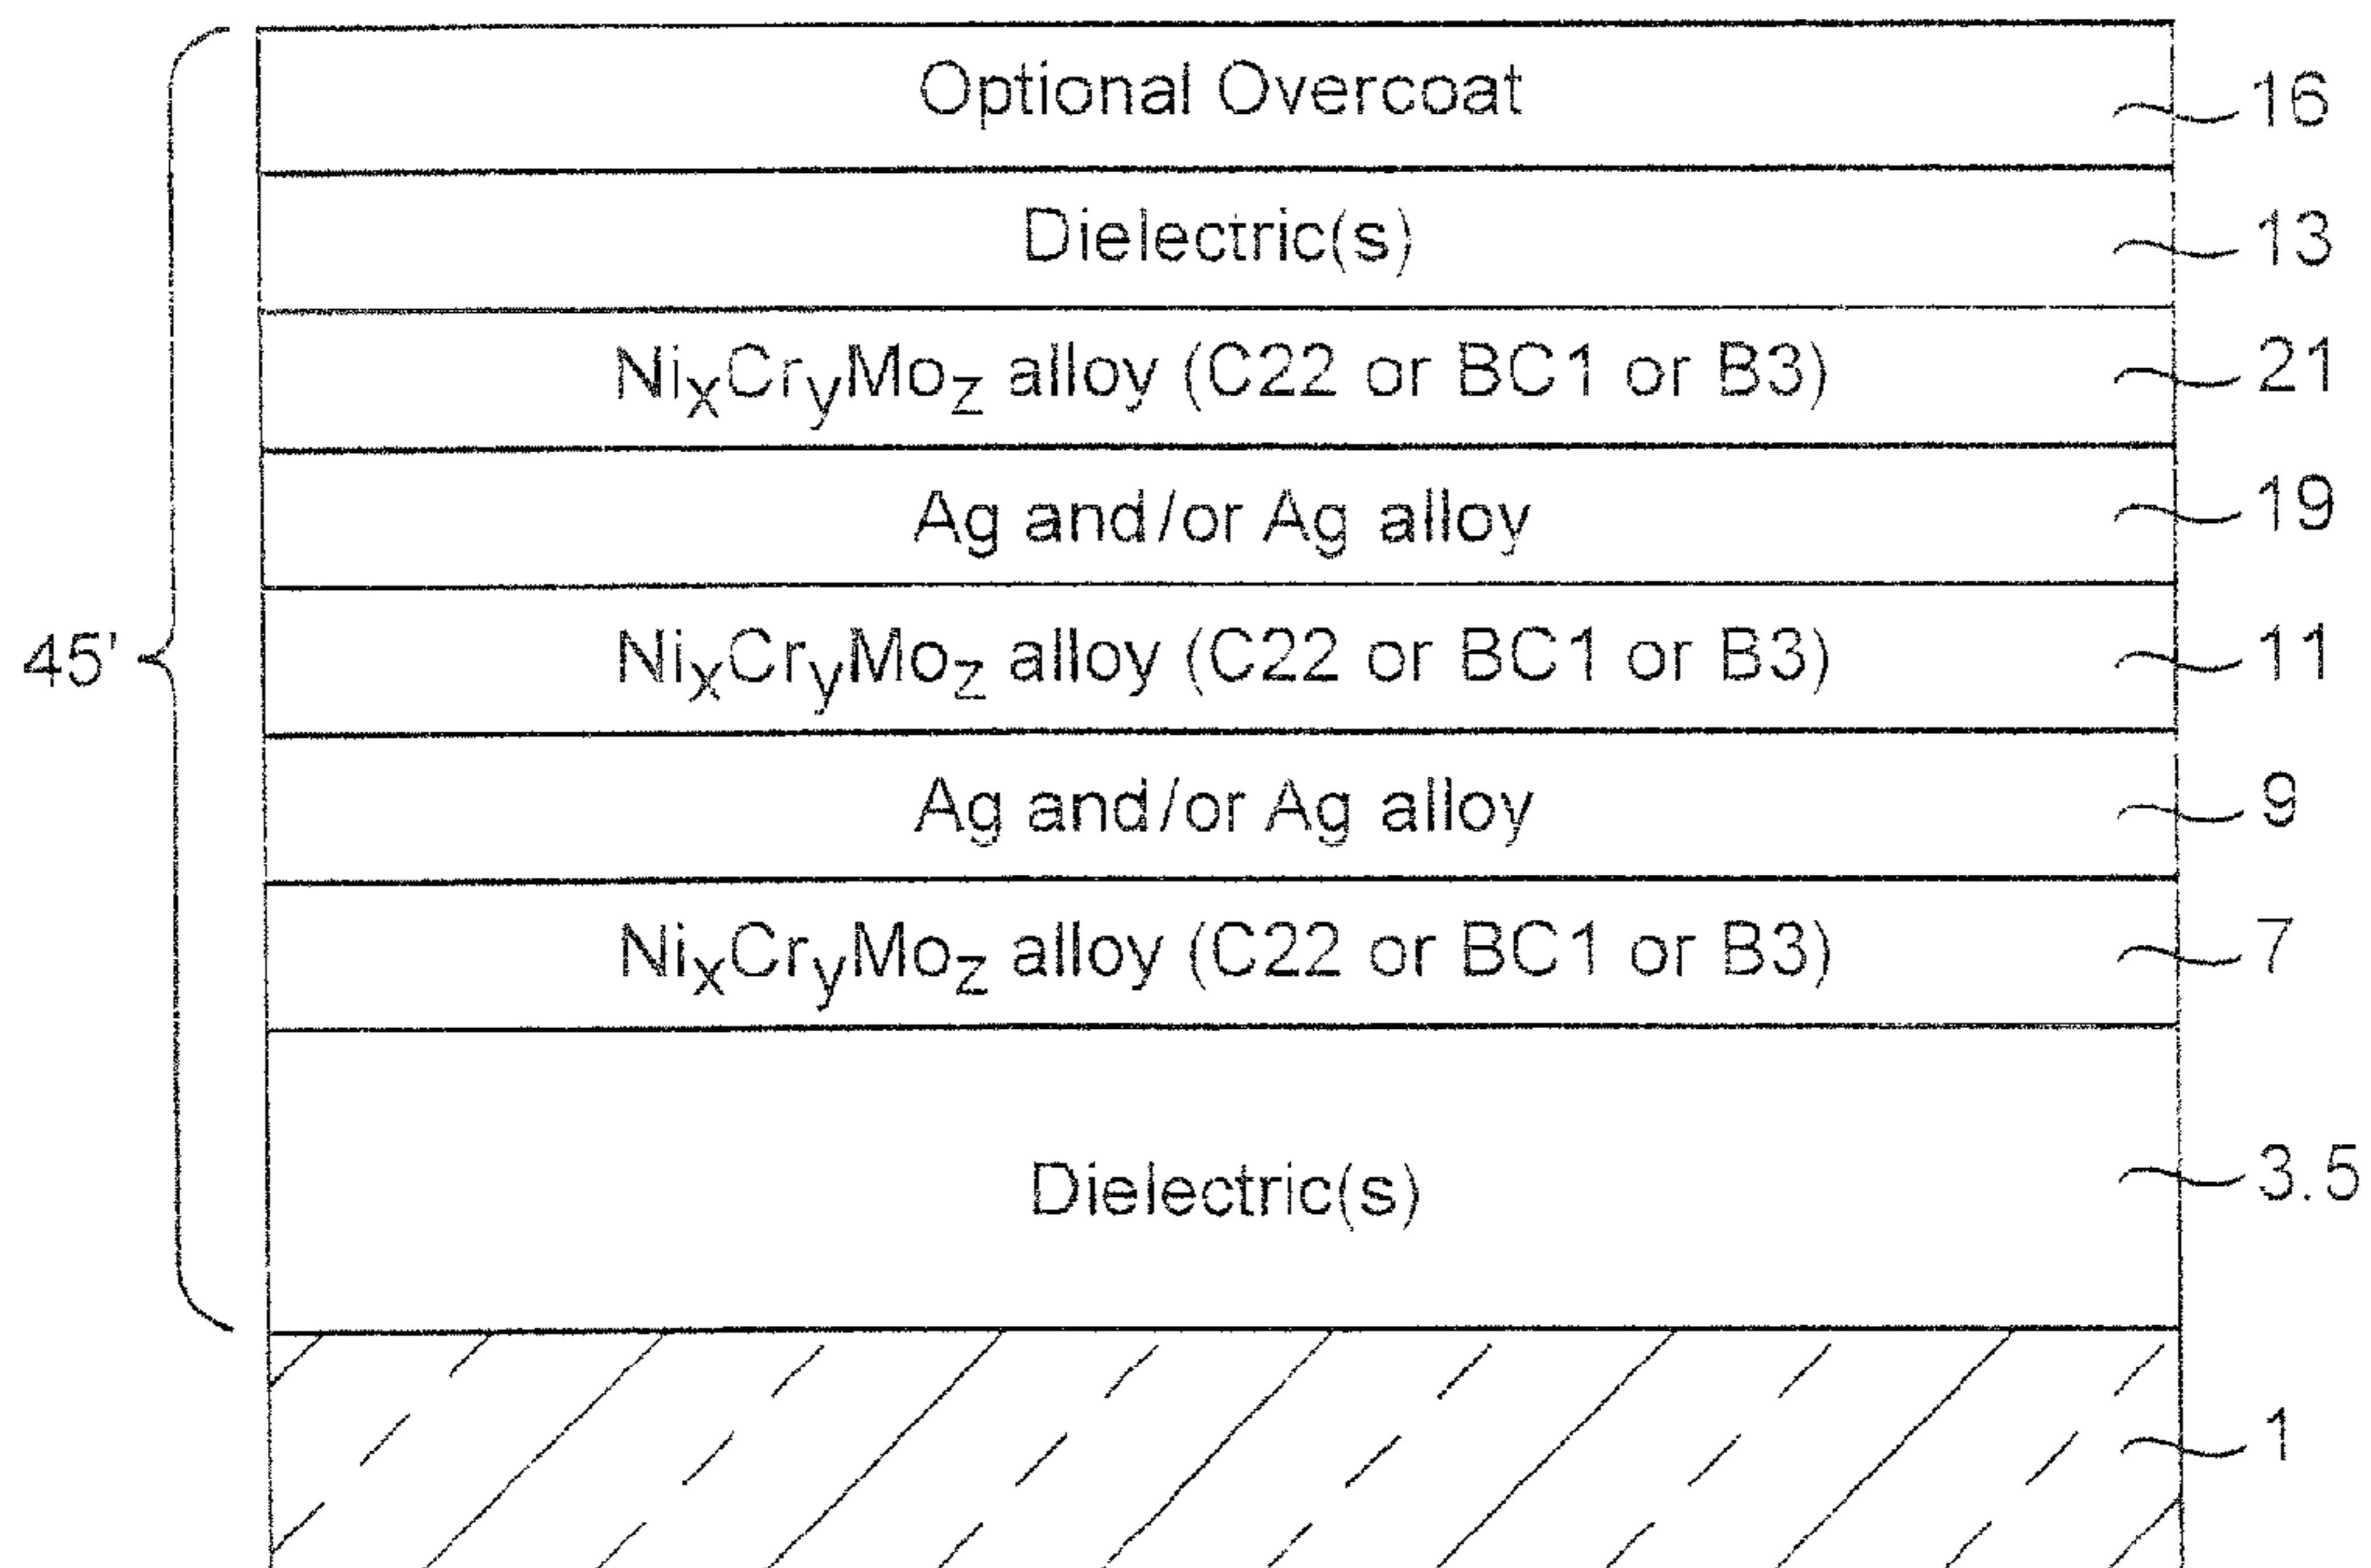 Optional Overcoat 16
Dielectric(s) 13
NiₓCryMoz alloy (C22 or BC1 or B3) 21
Ag and/or Ag alloy 19
45' NiₓCryMoz alloy (C22 or BC1 or B3) 11
Ag and/or Ag alloy 9
NiₓCryMoz alloy (C22 or BC1 or B3) 7
Dielectric(s) 3.5
1